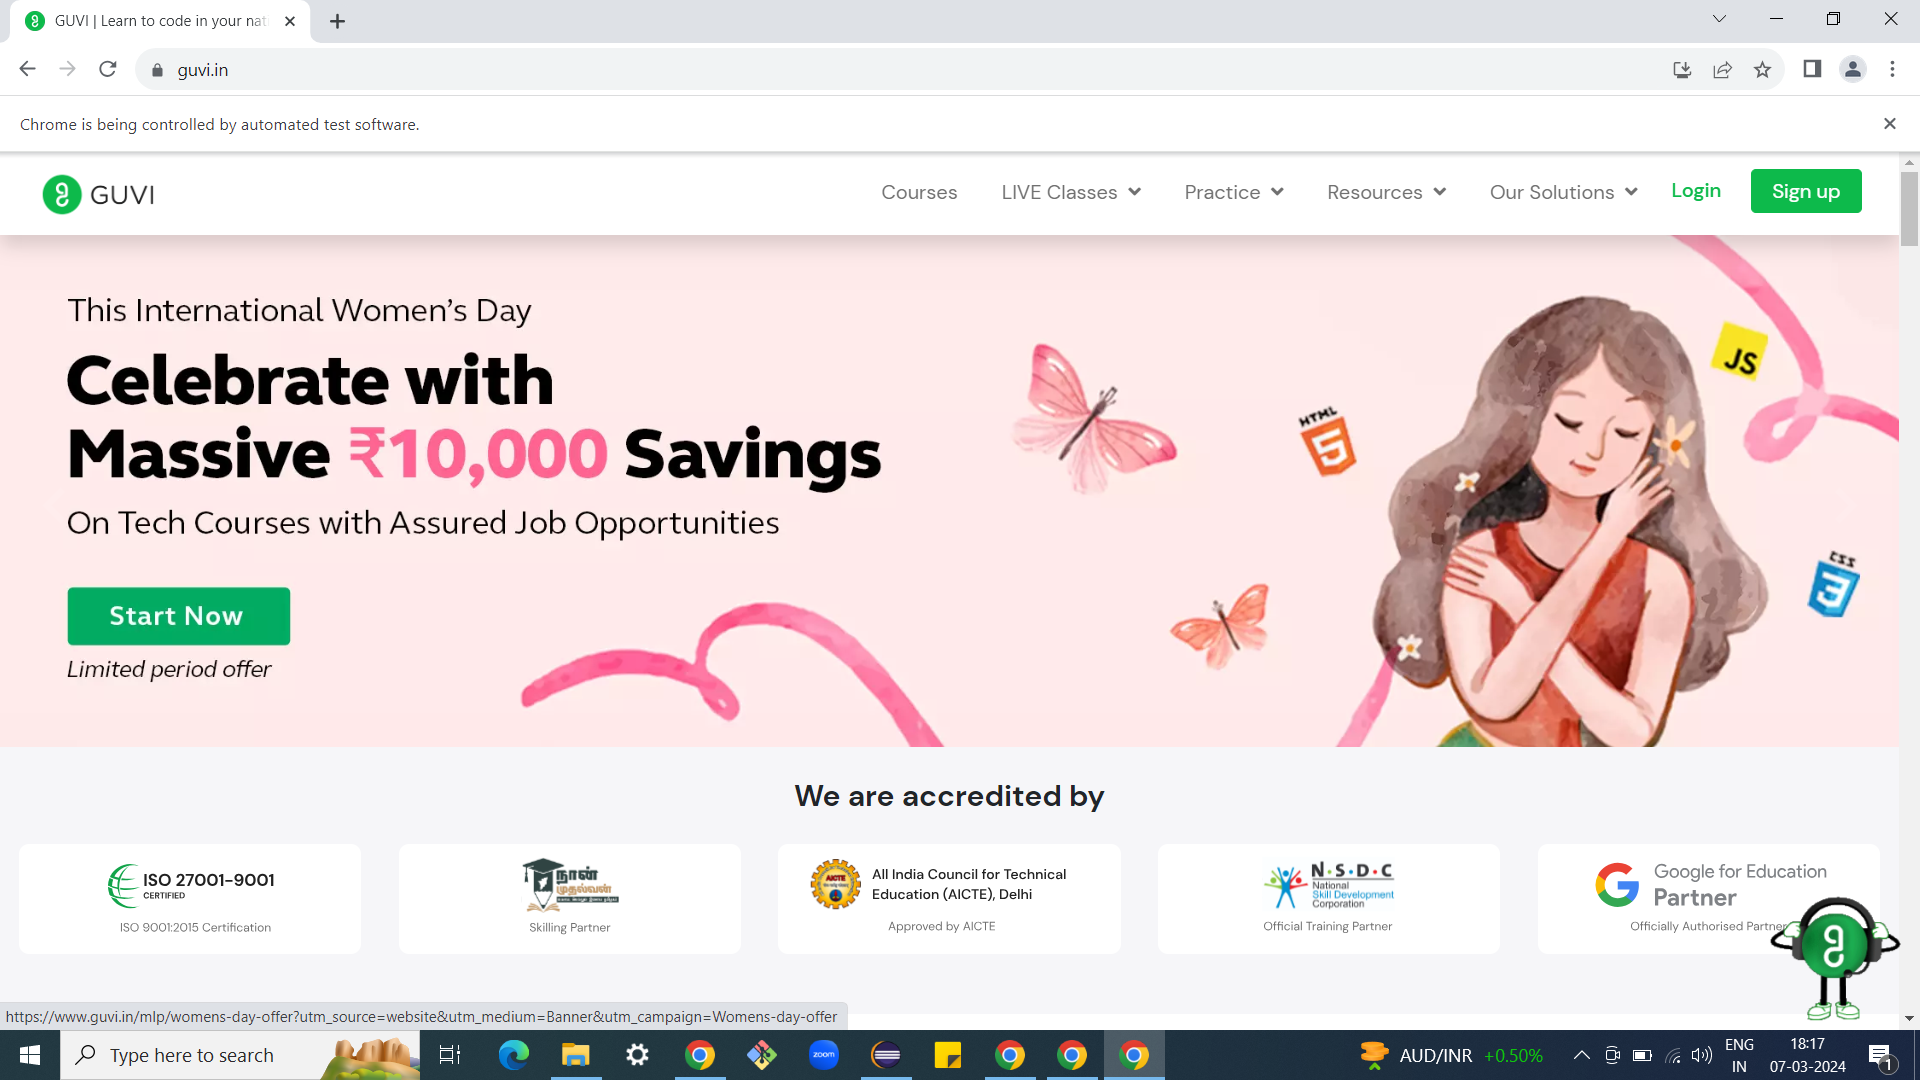 GUVI | Learn to code in your nat
guvi.in
Chrome is being controlled by automated test software.
GUVI
Courses
LIVE Classes
Practice
Resources
Our Solutions
Login
Sign up
This International Women's Day
Celebrate with
Massive ₹10,000 Savings
On Tech Courses with Assured Job Opportunities
Start Now
Limited period offer
JS
HTML
5
CSS
3
We are accredited by
ISO 27001-9001
CERTIFIED
ISO 9001:2015 Certification
நான்
முதல்வன்
Skilling Partner
AICTE
All India Council for Technical
Education (AICTE), Delhi
Approved by AICTE
N·S·D·C
National
Skill Development
Corporation
Official Training Partner
Google for Education
Partner
Officially Authorised Partner
https://www.guvi.in/mlp/womens-day-offer?utm_source=website&utm_medium=Banner&utm_campaign=Womens-day-offer
Type here to search
zoom
AUD/INR +0.50%
ENG
IN
18:17
07-03-2024
1